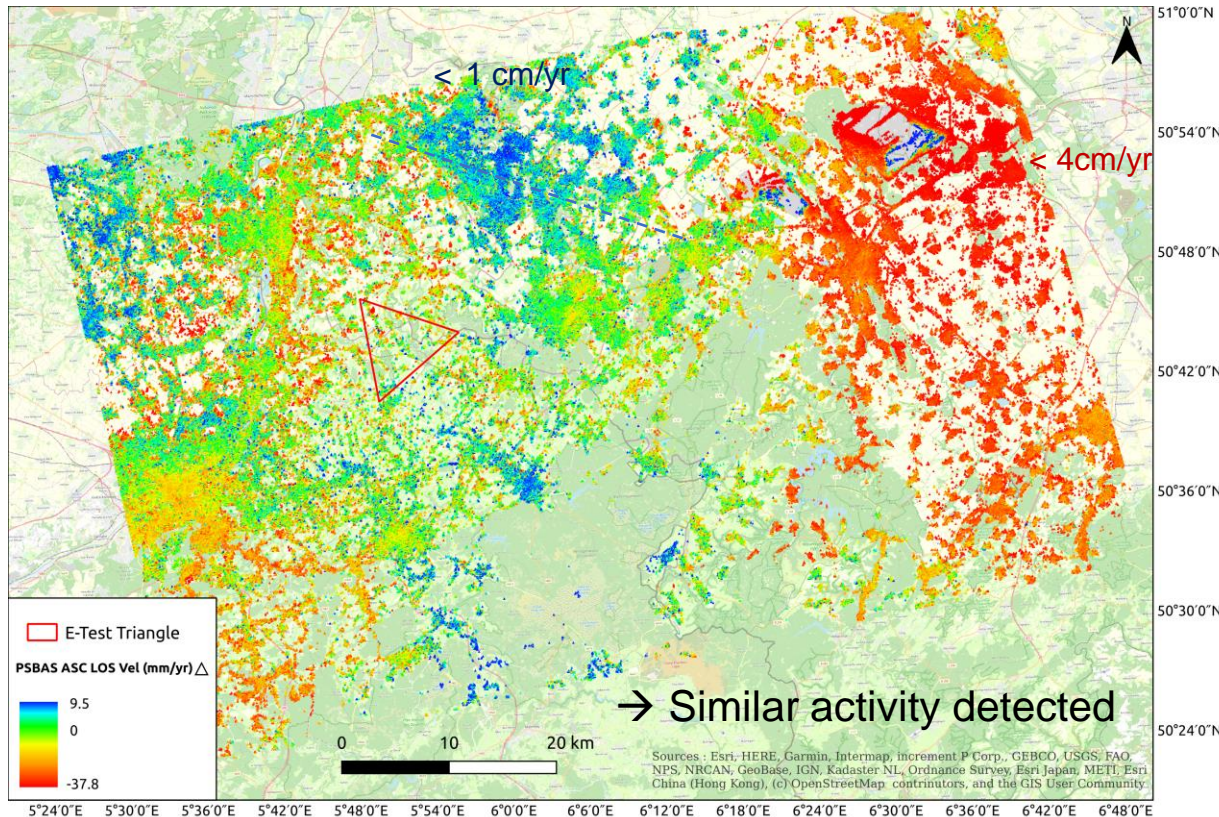 51°0′0″N
N
< 1 cm/yr
50°54′0″N
< 4cm/yr
50°48′0″N
50°42′0″N
50°36′0″N
50°30′0″N
E-Test Triangle
PSBAS ASC LOS Vel (mm/yr)
9.5
0
-37.8
→ Similar activity detected
0 10 20 km
50°24′0″N
Sources : Esri, HERE, Garmin, Intermap, increment P Corp., GEBCO, USGS, FAO,
NPS, NRCAN, GeoBase, IGN, Kadaster NL, Ordnance Survey, Esri Japan, METI, Esri
China (Hong Kong), (c) OpenStreetMap contrinutors, and the GIS User Community
5°24′0″E 5°30′0″E 5°36′0″E 5°42′0″E 5°48′0″E 5°54′0″E 6°0′0″E 6°6′0″E 6°12′0″E 6°18′0″E 6°24′0″E 6°30′0″E 6°36′0″E 6°42′0″E 6°48′0″E